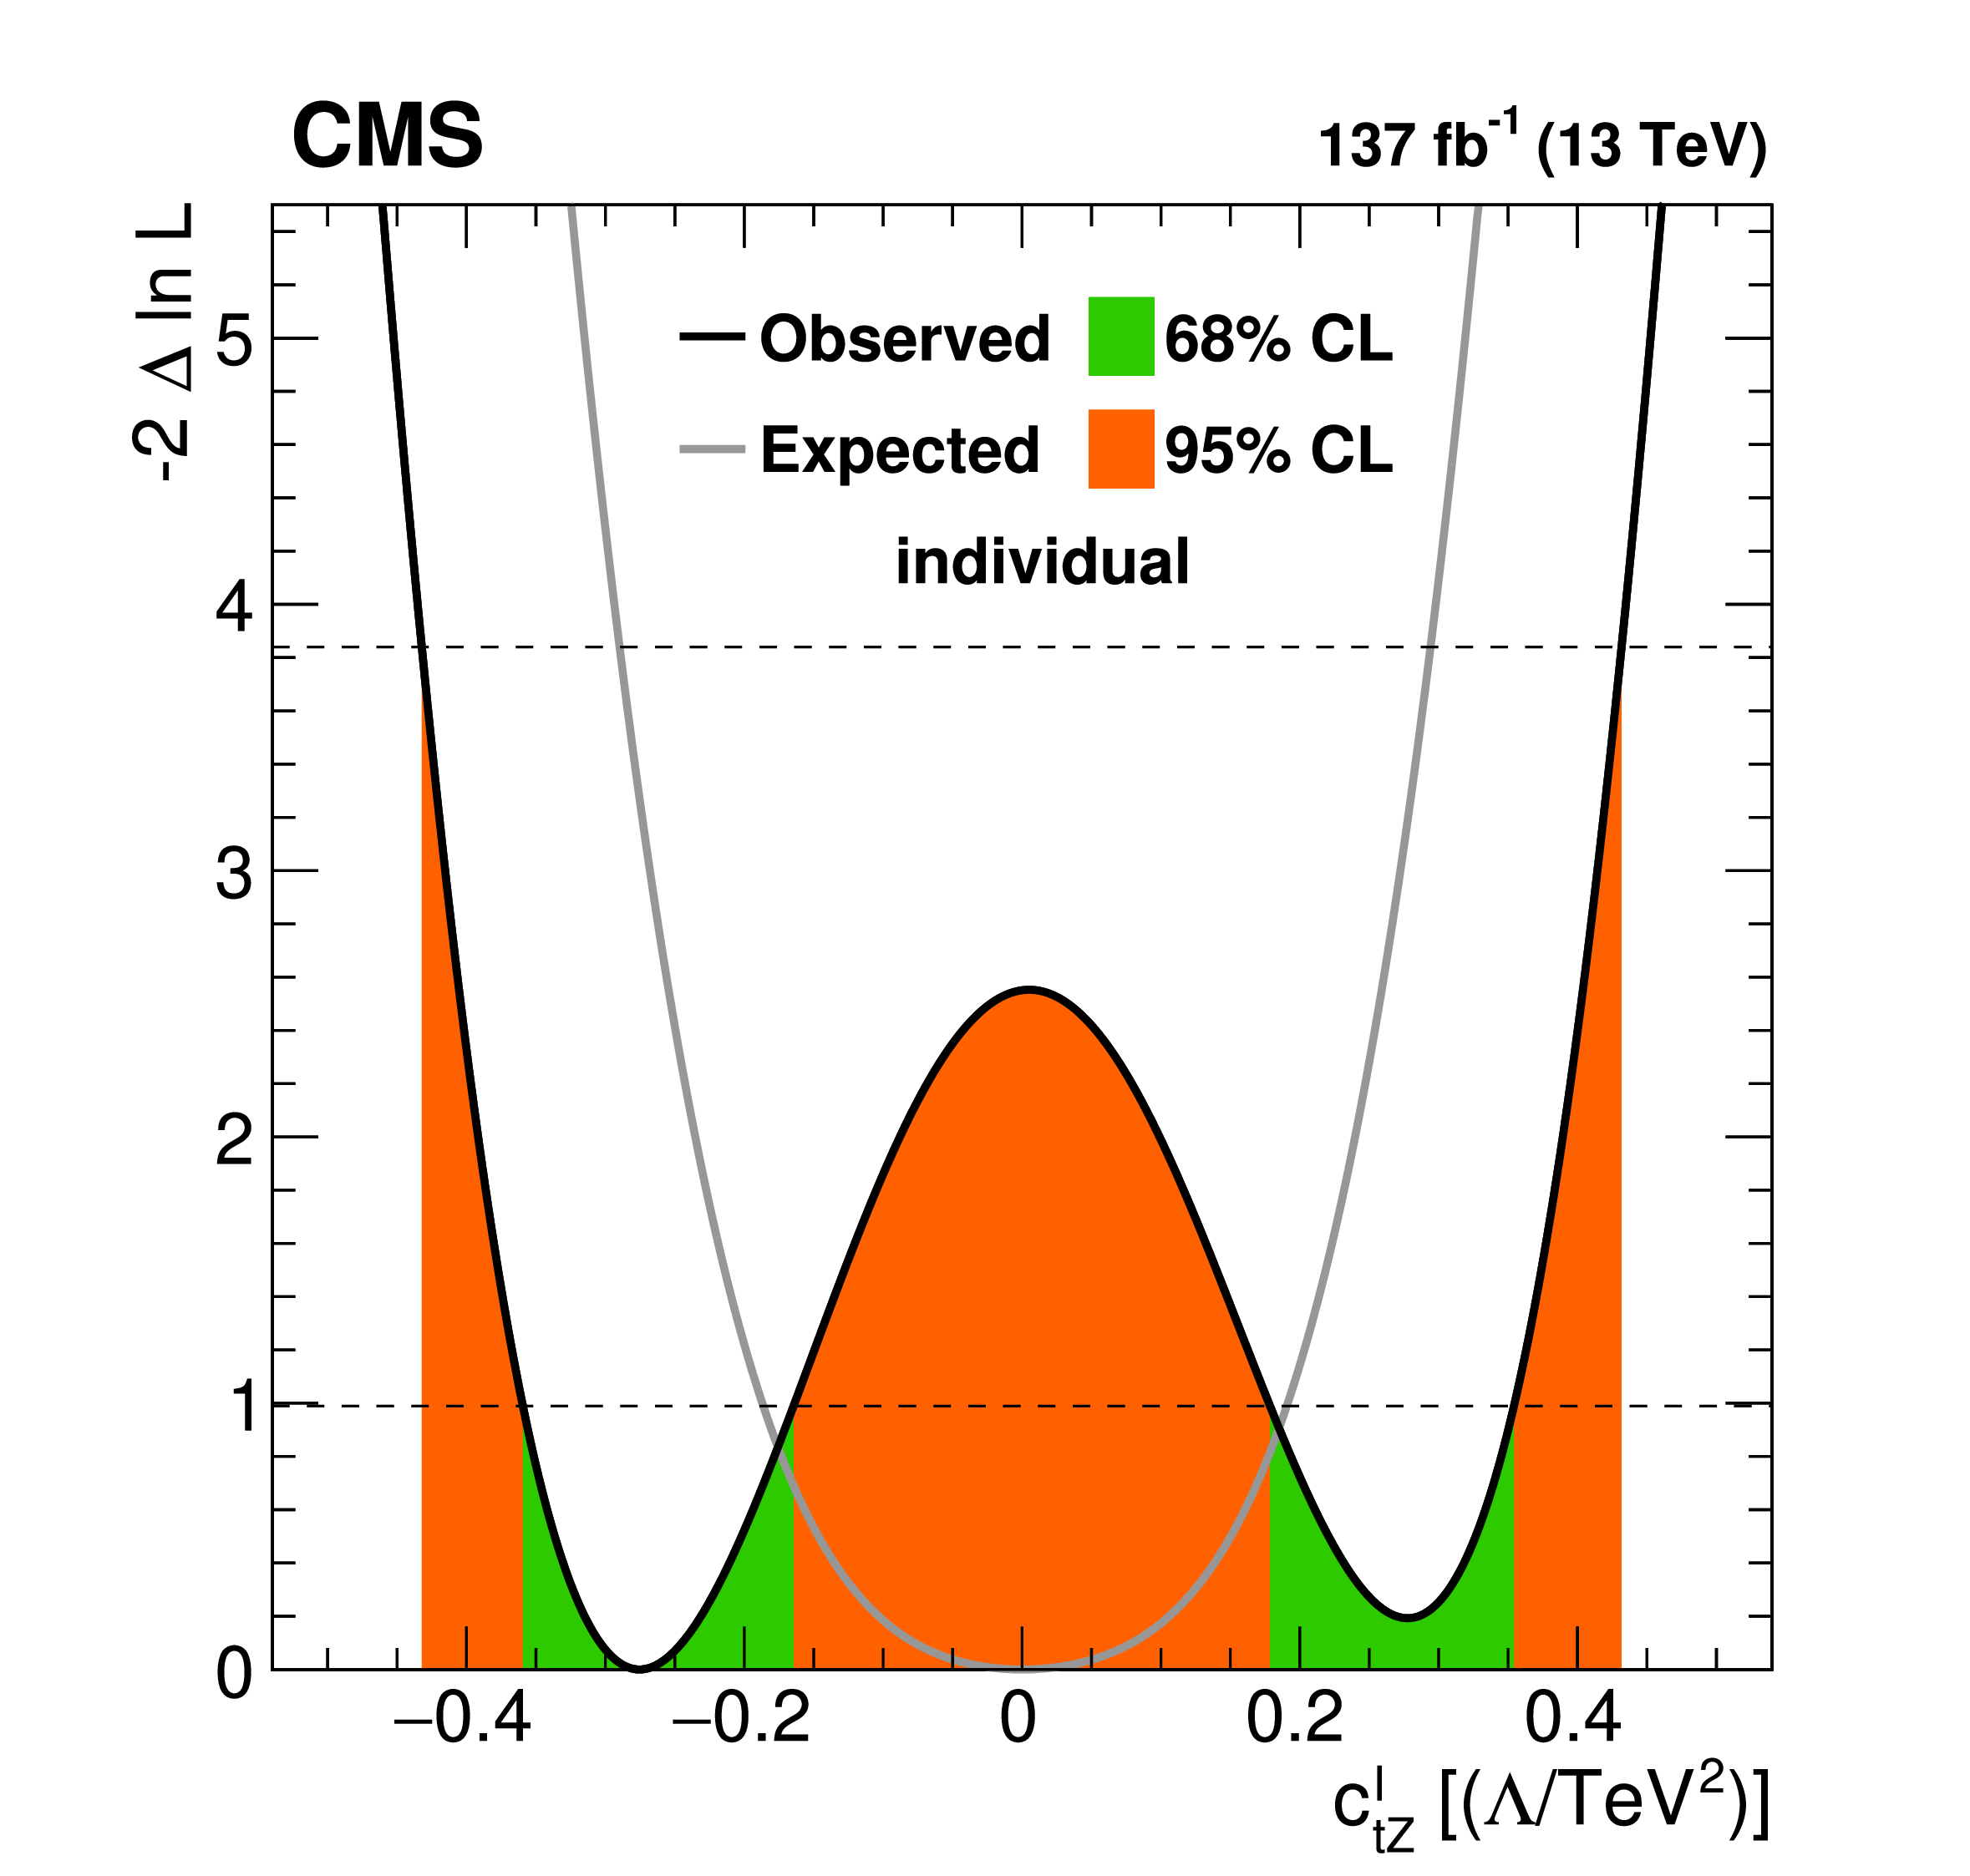 CMS
137 fb⁻¹ (13 TeV)
-2 Δ ln L
5
4
3
2
1
0
Observed
68% CL
Expected
95% CL
individual
−0.4
−0.2
0
0.2
0.4
c^I_tZ [(Λ/TeV²)]